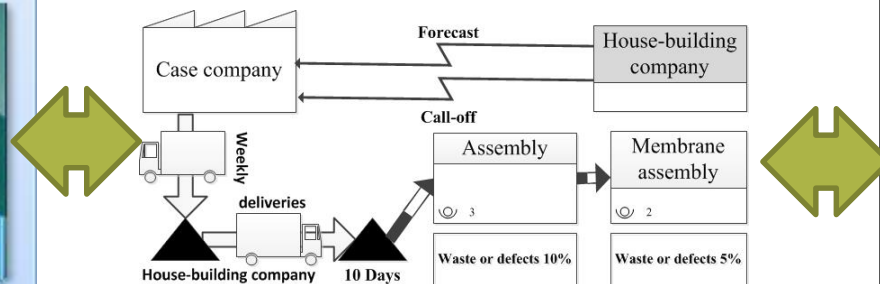 Forecast
House-building
company
Case company
Call-off
Weekly
deliveries
Assembly
3
Membrane
assembly
2
House-building company
10 Days
Waste or defects 10%
Waste or defects 5%